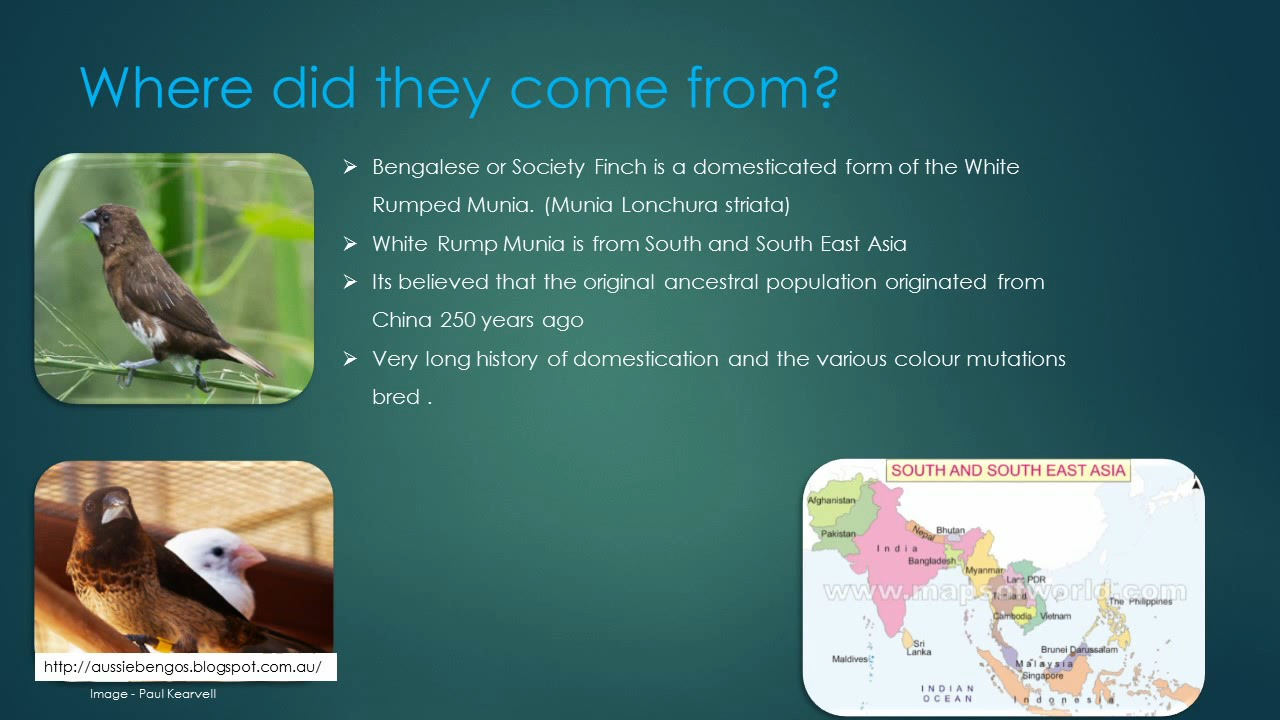 Where did they come from?
➢ Bengalese or Society Finch is a domesticated form of the White
Rumped Munia. (Munia Lonchura striata)
➢ White Rump Munia is from South and South East Asia
➢ Its believed that the original ancestral population originated from
China 250 years ago
➢ Very long history of domestication and the various colour mutations
bred .
http://aussiebengos.blogspot.com.au/
Image - Paul Kearvell
SOUTH AND SOUTH EAST ASIA
Afghanistan
Pakistan
Nepal
Bhutan
India
Bangladesh
Myanmar
Lao PDR
www.mapsofworld.com
Thailand
The Philippines
Cambodia
Vietnam
Sri
Lanka
Brunei Darussalam
Maldives
Malaysia
Singapore
INDIAN
OCEAN
Indonesia